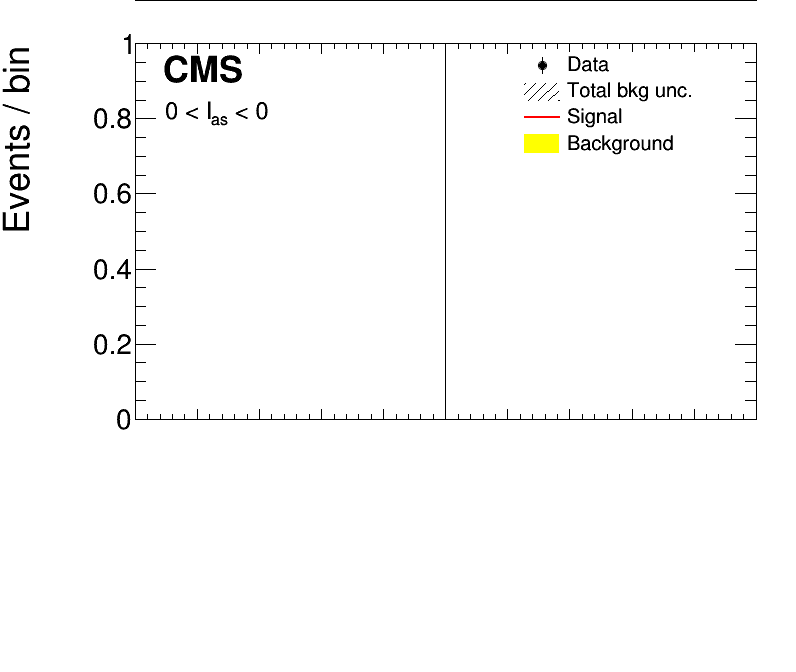 Events / bin
1
0.8
0.6
0.4
0.2
0
CMS
0 < Ias < 0
Data
Total bkg unc.
Signal
Background